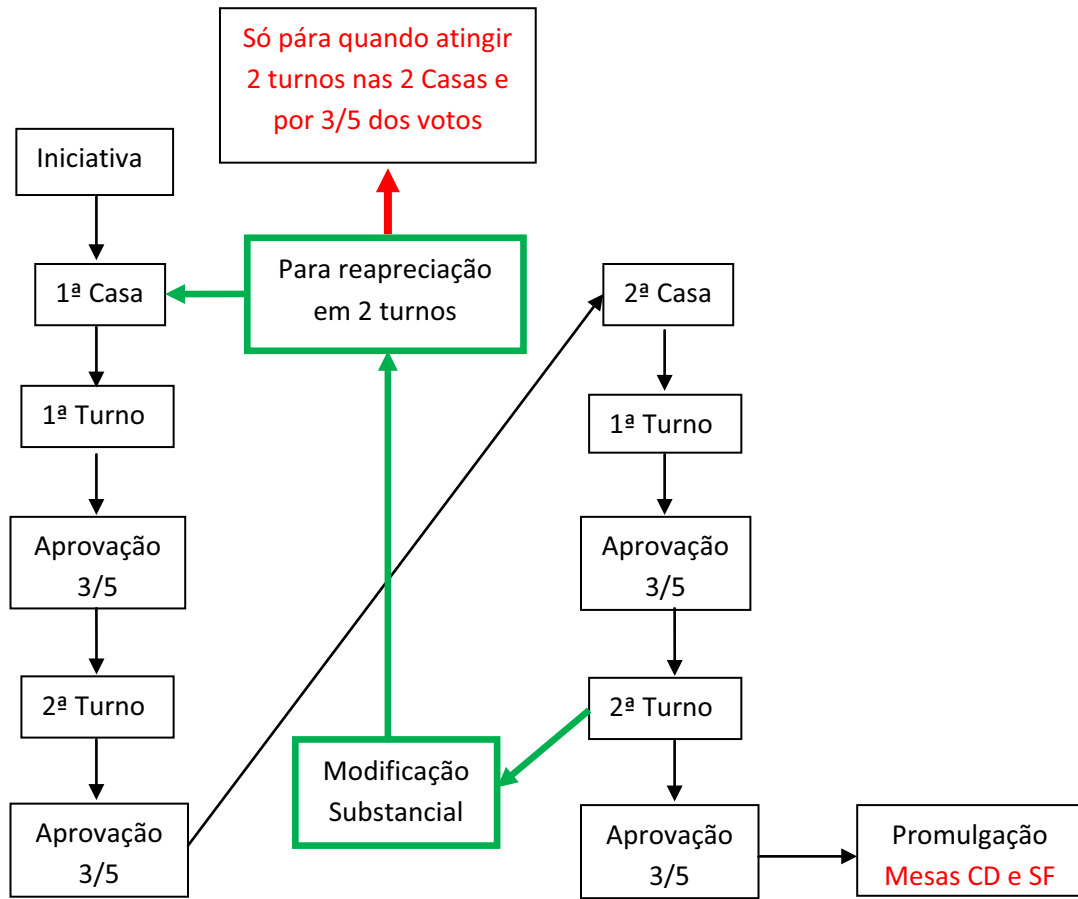 Só pára quando atingir
2 turnos nas 2 Casas e
por 3/5 dos votos
Iniciativa
Para reapreciação
em 2 turnos
1ª Casa
2ª Casa
1ª Turno
1ª Turno
Aprovação
3/5
Aprovação
3/5
2ª Turno
2ª Turno
Modificação
Substancial
Aprovação
3/5
Aprovação
3/5
Promulgação
Mesas CD e SF